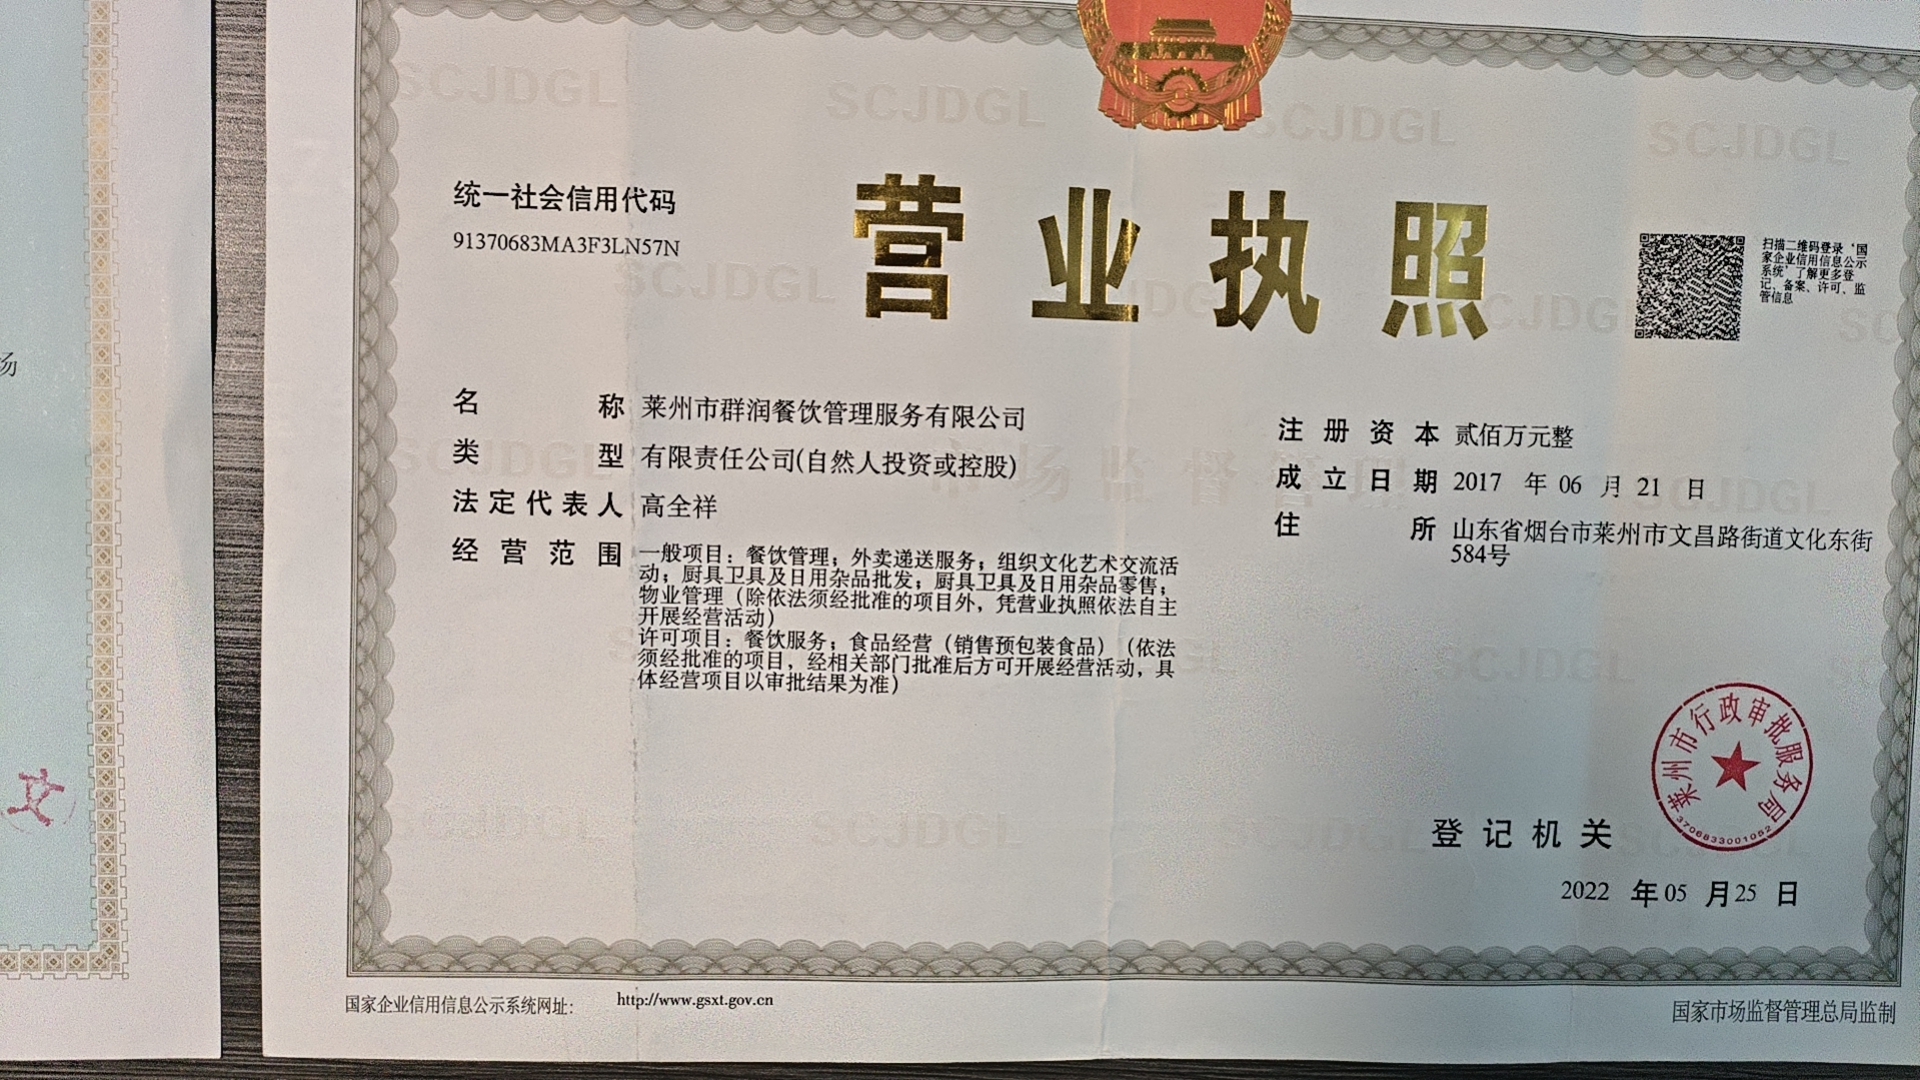 营业执照
统一社会信用代码
91370683MA3F3LN57N
扫描二维码登录‘国
家企业信用信息公示
系统’了解更多登
记、备案、许可、监
管信息
名称 莱州市群润餐饮管理服务有限公司
类型 有限责任公司(自然人投资或控股)
法定代表人 高全祥
经营范围 一般项目：餐饮管理；外卖递送服务；组织文化艺术交流活
动；厨具卫具及日用杂品批发；厨具卫具及日用杂品零售；
物业管理（除依法须经批准的项目外，凭营业执照依法自主
开展经营活动）
许可项目：餐饮服务；食品经营（销售预包装食品）（依法
须经批准的项目，经相关部门批准后方可开展经营活动，具
体经营项目以审批结果为准）
注册资本 贰佰万元整
成立日期 2017 年 06 月 21 日
住所 山东省烟台市莱州市文昌路街道文化东街
584号
莱州市行政审批服务局
3706833001082
登记机关
2022 年 05 月 25 日
国家企业信用信息公示系统网址： http://www.gsxt.gov.cn
国家市场监督管理总局监制
SCJDGL
市场监督管理
场
文